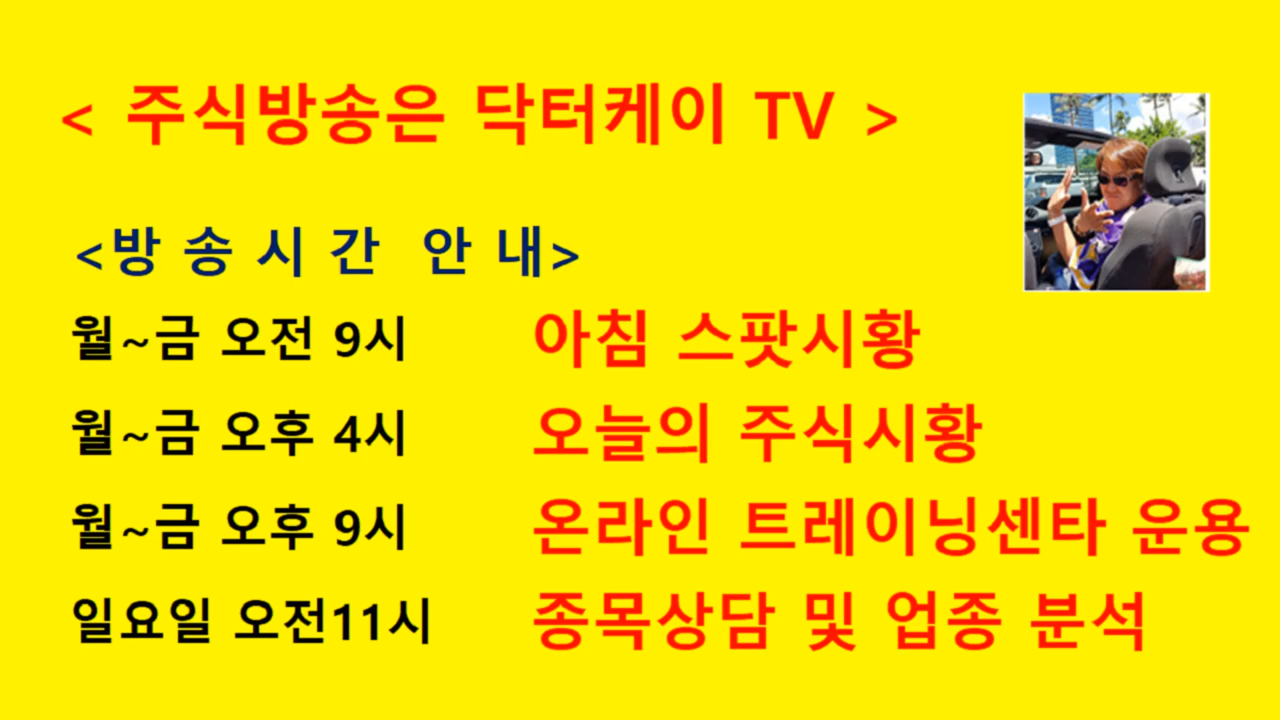 < 주식방송은 닥터케이 TV >
<방 송 시 간 안 내>
월~금 오전 9시 아침 스팟시황
월~금 오후 4시 오늘의 주식시황
월~금 오후 9시 온라인 트레이닝센타 운용
일요일 오전11시 종목상담 및 업종 분석